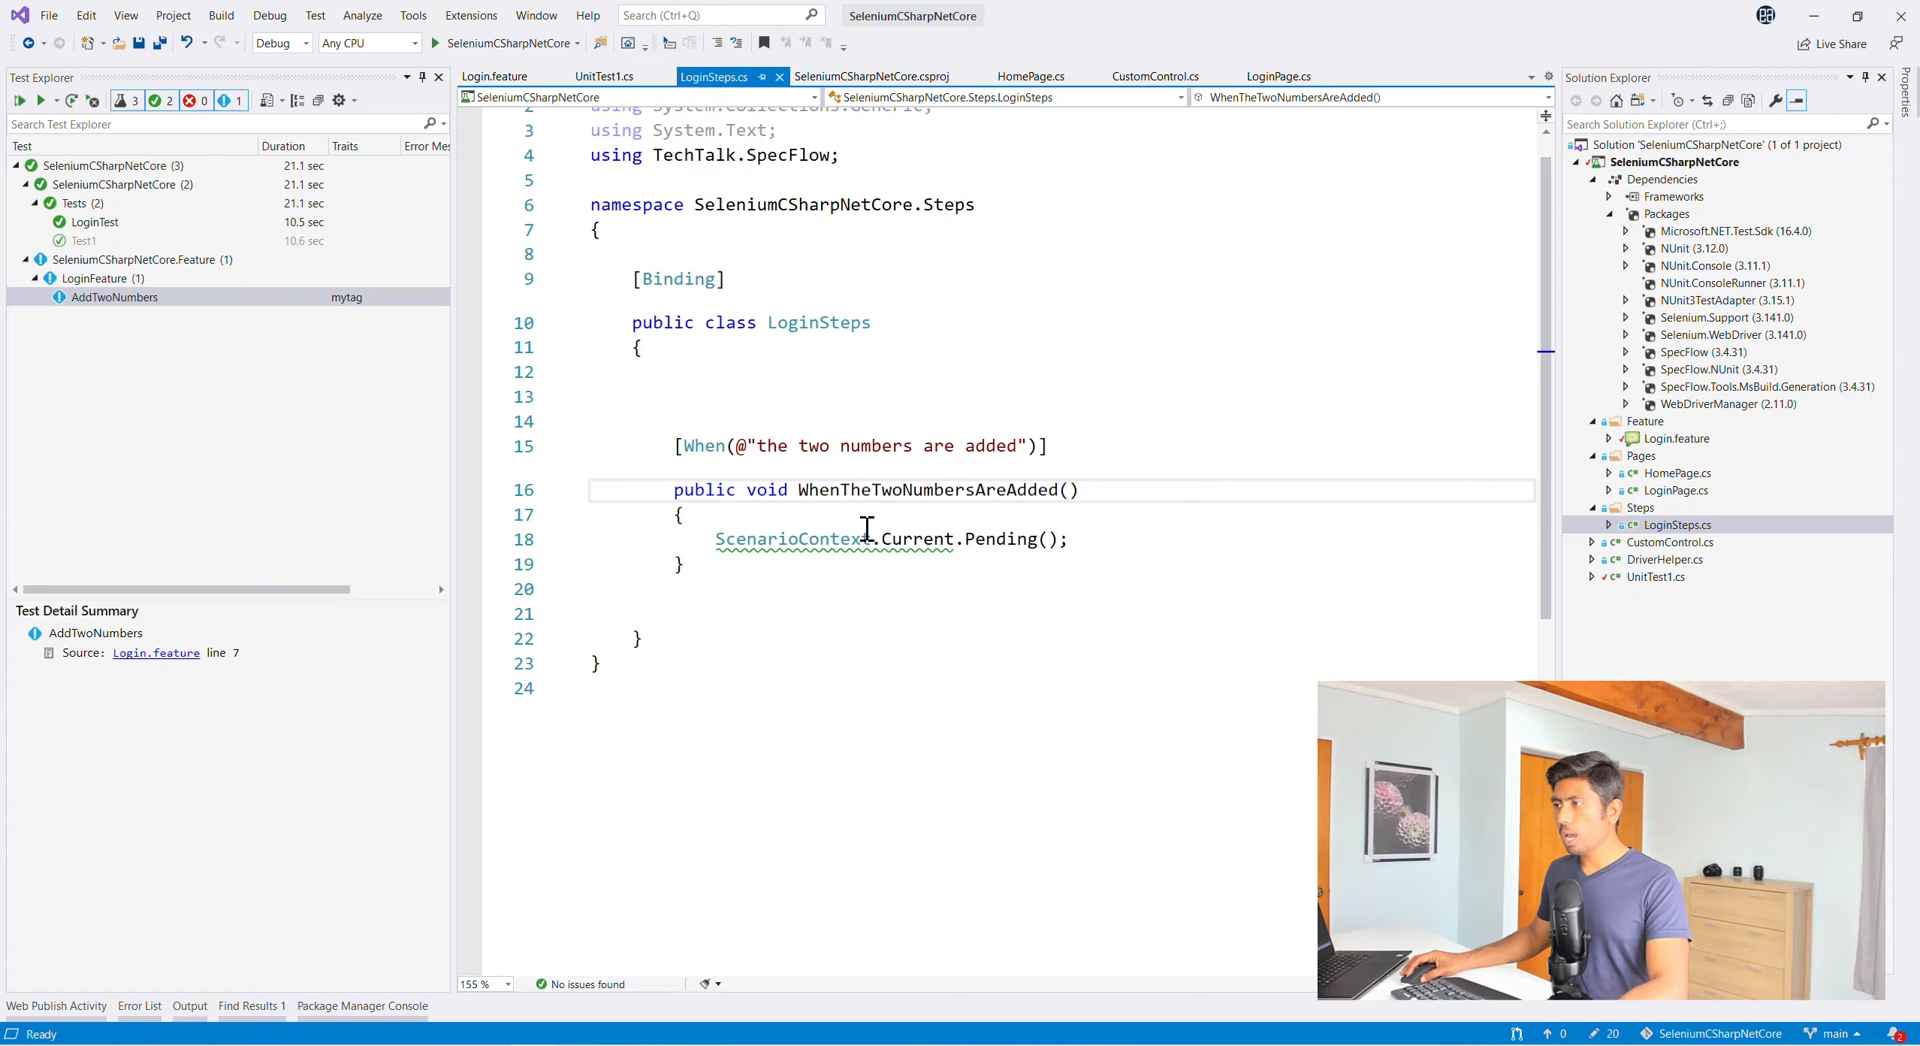 File Edit View Project Build Debug Test Analyze Tools Extensions Window Help Search (Ctrl+Q) SeleniumCSharpNetCore
Debug Any CPU SeleniumCSharpNetCore Live Share
Test Explorer
3 2 0 1
Search Test Explorer
Test Duration Traits Error Mes
SeleniumCSharpNetCore (3) 21.1 sec
SeleniumCSharpNetCore (2) 21.1 sec
Tests (2) 21.1 sec
LoginTest 10.5 sec
Test1 10.6 sec
SeleniumCSharpNetCore.Feature (1)
LoginFeature (1)
AddTwoNumbers mytag
Test Detail Summary
AddTwoNumbers
Source: Login.feature line 7
Login.feature UnitTest1.cs LoginSteps.cs SeleniumCSharpNetCore.csproj HomePage.cs CustomControl.cs LoginPage.cs
SeleniumCSharpNetCore SeleniumCSharpNetCore.Steps.LoginSteps WhenTheTwoNumbersAreAdded()
2 using System.Collections.Generic;
3 using System.Text;
4 using TechTalk.SpecFlow;
5
6 namespace SeleniumCSharpNetCore.Steps
7 {
8
9 [Binding]
10 public class LoginSteps
11 {
12
13
14
15 [When(@"the two numbers are added")]
16 public void WhenTheTwoNumbersAreAdded()
17 {
18 ScenarioContext.Current.Pending();
19 }
20
21
22 }
23 }
24
155 % No issues found
Solution Explorer
Search Solution Explorer (Ctrl+;)
Solution 'SeleniumCSharpNetCore' (1 of 1 project)
SeleniumCSharpNetCore
Dependencies
Frameworks
Packages
Microsoft.NET.Test.Sdk (16.4.0)
NUnit (3.12.0)
NUnit.Console (3.11.1)
NUnit.ConsoleRunner (3.11.1)
NUnit3TestAdapter (3.15.1)
Selenium.Support (3.141.0)
Selenium.WebDriver (3.141.0)
SpecFlow (3.4.31)
SpecFlow.NUnit (3.4.31)
SpecFlow.Tools.MsBuild.Generation (3.4.31)
WebDriverManager (2.11.0)
Feature
Login.feature
Pages
HomePage.cs
LoginPage.cs
Steps
LoginSteps.cs
CustomControl.cs
DriverHelper.cs
UnitTest1.cs
Properties
Web Publish Activity Error List Output Find Results 1 Package Manager Console
Ready 0 20 SeleniumCSharpNetCore main 2